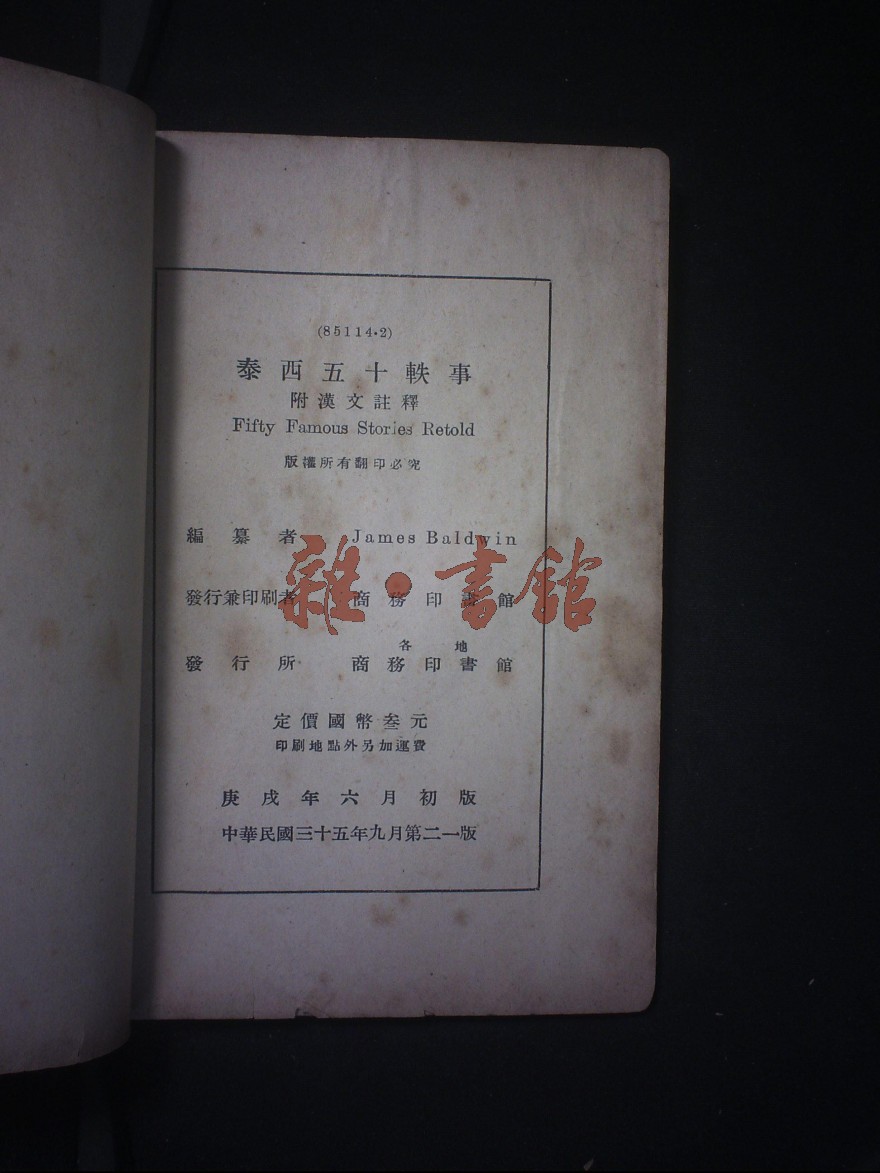 (85114·2)
泰西五十軼事
附漢文註釋
Fifty Famous Stories Retold
版權所有翻印必究
編纂者 James Baldwin
發行兼印刷者 商務印書館
各地
發行所 商務印書館
定價國幣叁元
印刷地點外另加運費
庚戌年六月初版
中華民國三十五年九月第二一版
雜·書館